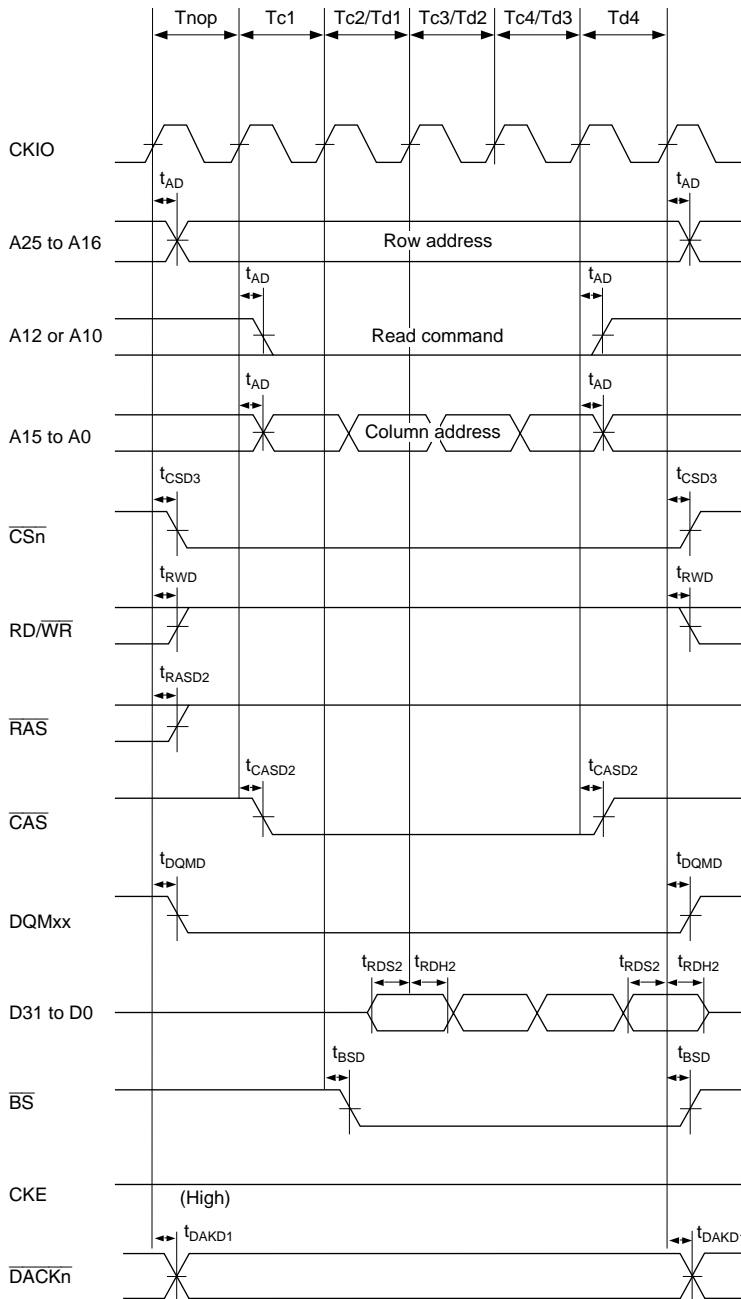 Tnop Tc1 Tc2/Td1 Tc3/Td2 Tc4/Td3 Td4
CKIO
tAD tAD
A25 to A16 Row address
tAD tAD
A12 or A10 Read command
tAD tAD
A15 to A0 Column address
tCSD3 tCSD3
CSn
tRWD tRWD
RD/WR
tRASD2
RAS
tCASD2 tCASD2
CAS
tDQMD tDQMD
DQMxx
tRDS2 tRDH2 tRDS2 tRDH2
D31 to D0
tBSD tBSD
BS
CKE (High)
tDAKD1 tDAKD1
DACKn